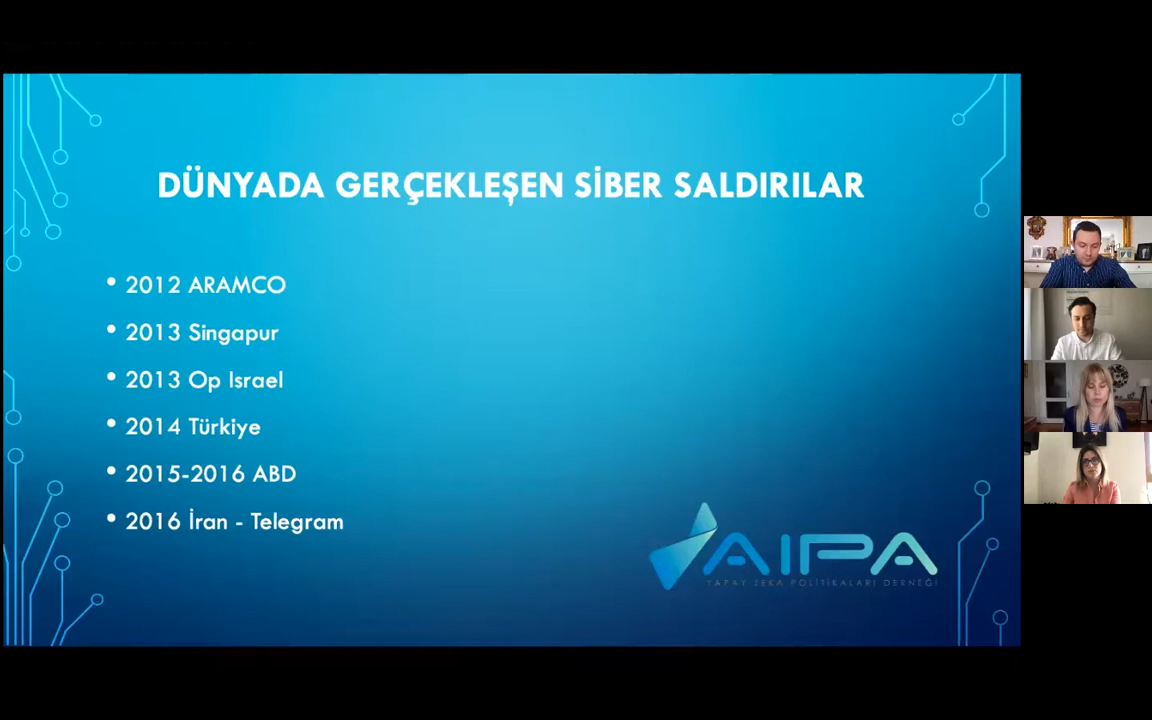 DÜNYADA GERÇEKLEŞEN SİBER SALDIRILAR
• 2012 ARAMCO
• 2013 Singapur
• 2013 Op Israel
• 2014 Türkiye
• 2015-2016 ABD
• 2016 İran - Telegram
AIPA
YAPAY ZEKA POLİTİKALARI DERNEĞİ